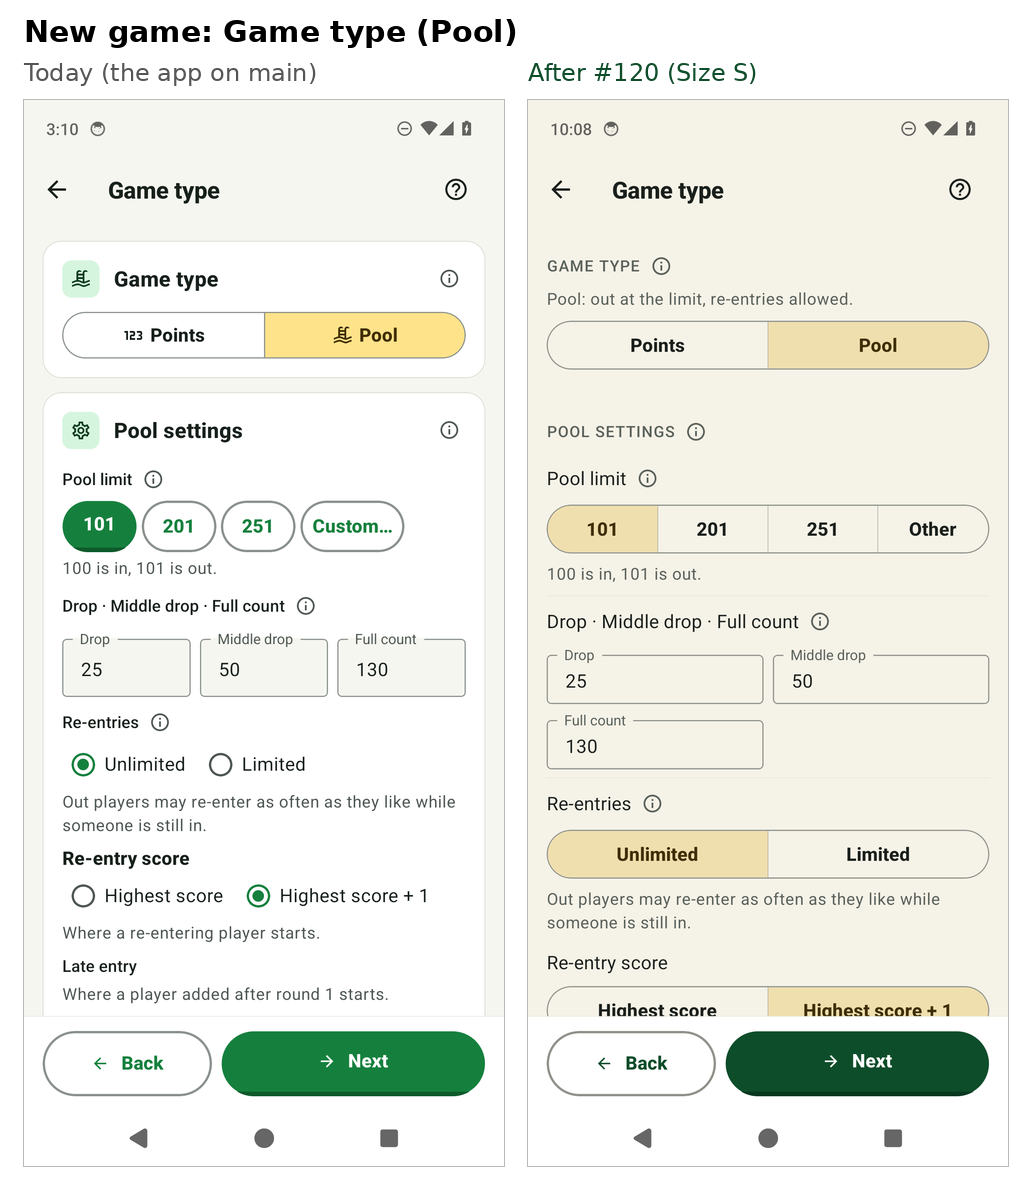 New game: Game type (Pool)
Today (the app on main)
3:10
Game type
Game type
123 Points
Pool
Pool settings
Pool limit
101
201
251
Custom...
100 is in, 101 is out.
Drop · Middle drop · Full count
Drop
Middle drop
Full count
25
50
130
Re-entries
Unlimited
Limited
Out players may re-enter as often as they like while
someone is still in.
Re-entry score
Highest score
Highest score + 1
Where a re-entering player starts.
Late entry
Where a player added after round 1 starts.
Back
Next
After #120 (Size S)
10:08
Game type
GAME TYPE
Pool: out at the limit, re-entries allowed.
Points
Pool
POOL SETTINGS
Pool limit
101
201
251
Other
100 is in, 101 is out.
Drop · Middle drop · Full count
Drop
Middle drop
25
50
Full count
130
Re-entries
Unlimited
Limited
Out players may re-enter as often as they like while
someone is still in.
Re-entry score
Highest score
Highest score + 1
Back
Next